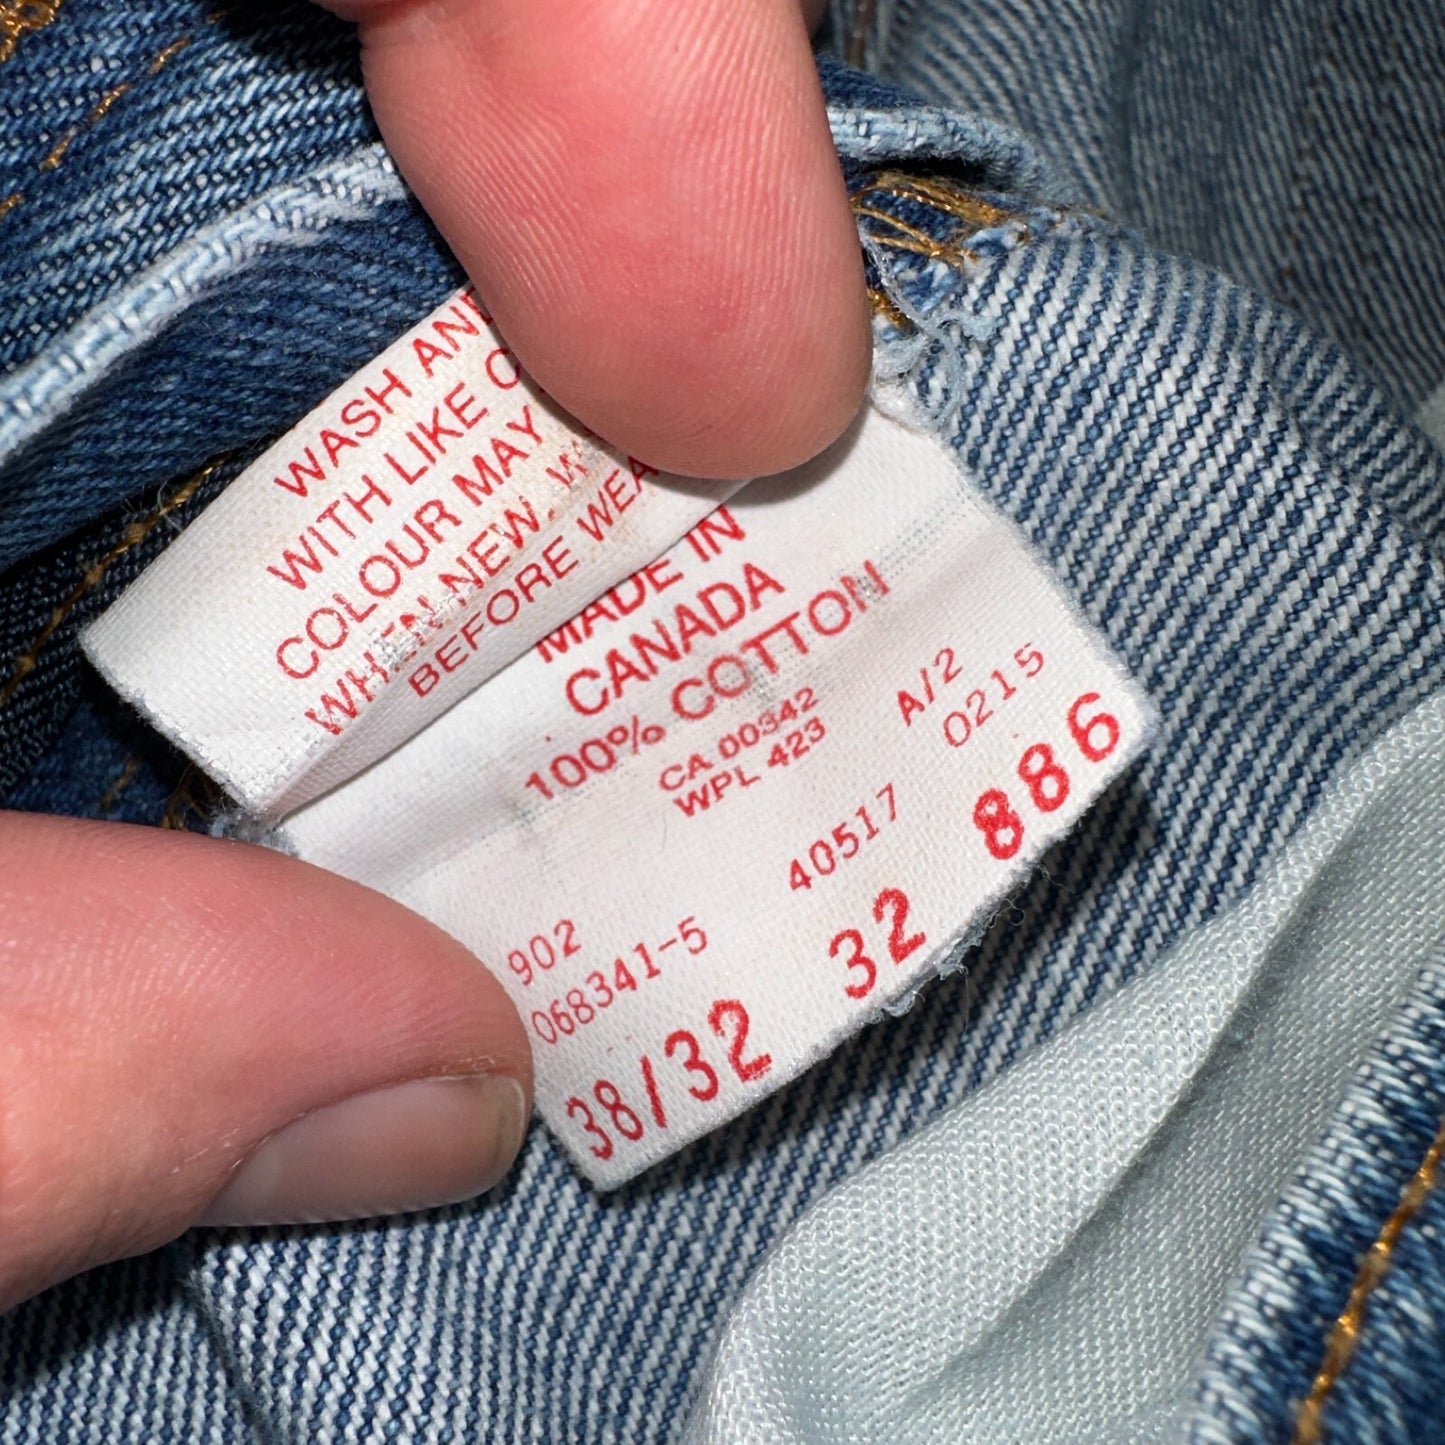 WASH AND
WITH LIKE
COLOUR MAY
WHEN NEW.
BEFORE WEA
MADE IN
CANADA
100% COTTON
CA 00342
WPL 423
A/2
0215
902 40517 886
068341-5
38/32 32